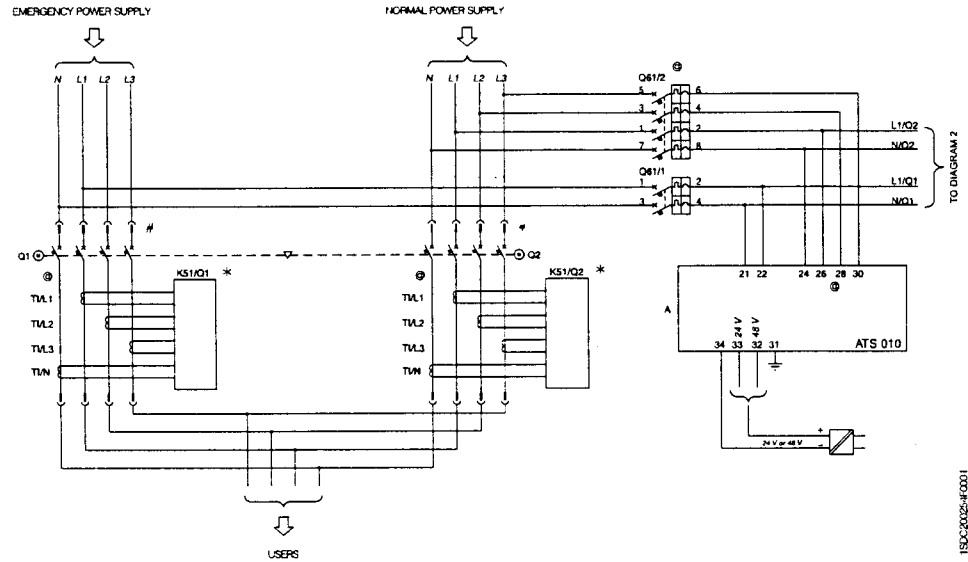 EMERGENCY POWER SUPPLY
NORMAL POWER SUPPLY
N L1 L2 L3
N L1 L2 L3
Q61/2
@
5 6
3 4
1 2
7 8
L1/Q2
N/Q2
Q61/1
1 2
3 4
L1/Q1
N/Q1
TO DIAGRAM 2
#
#
Q1
Q2
@
@
K51/Q1 *
K51/Q2 *
TI/L1
TI/L2
TI/L3
TI/N
TI/L1
TI/L2
TI/L3
TI/N
21 22 24 26 28 30
@
A
24 V
48 V
34 33 32 31
ATS 010
+
24 V or 48 V
–
USERS
1SDC200254F0001